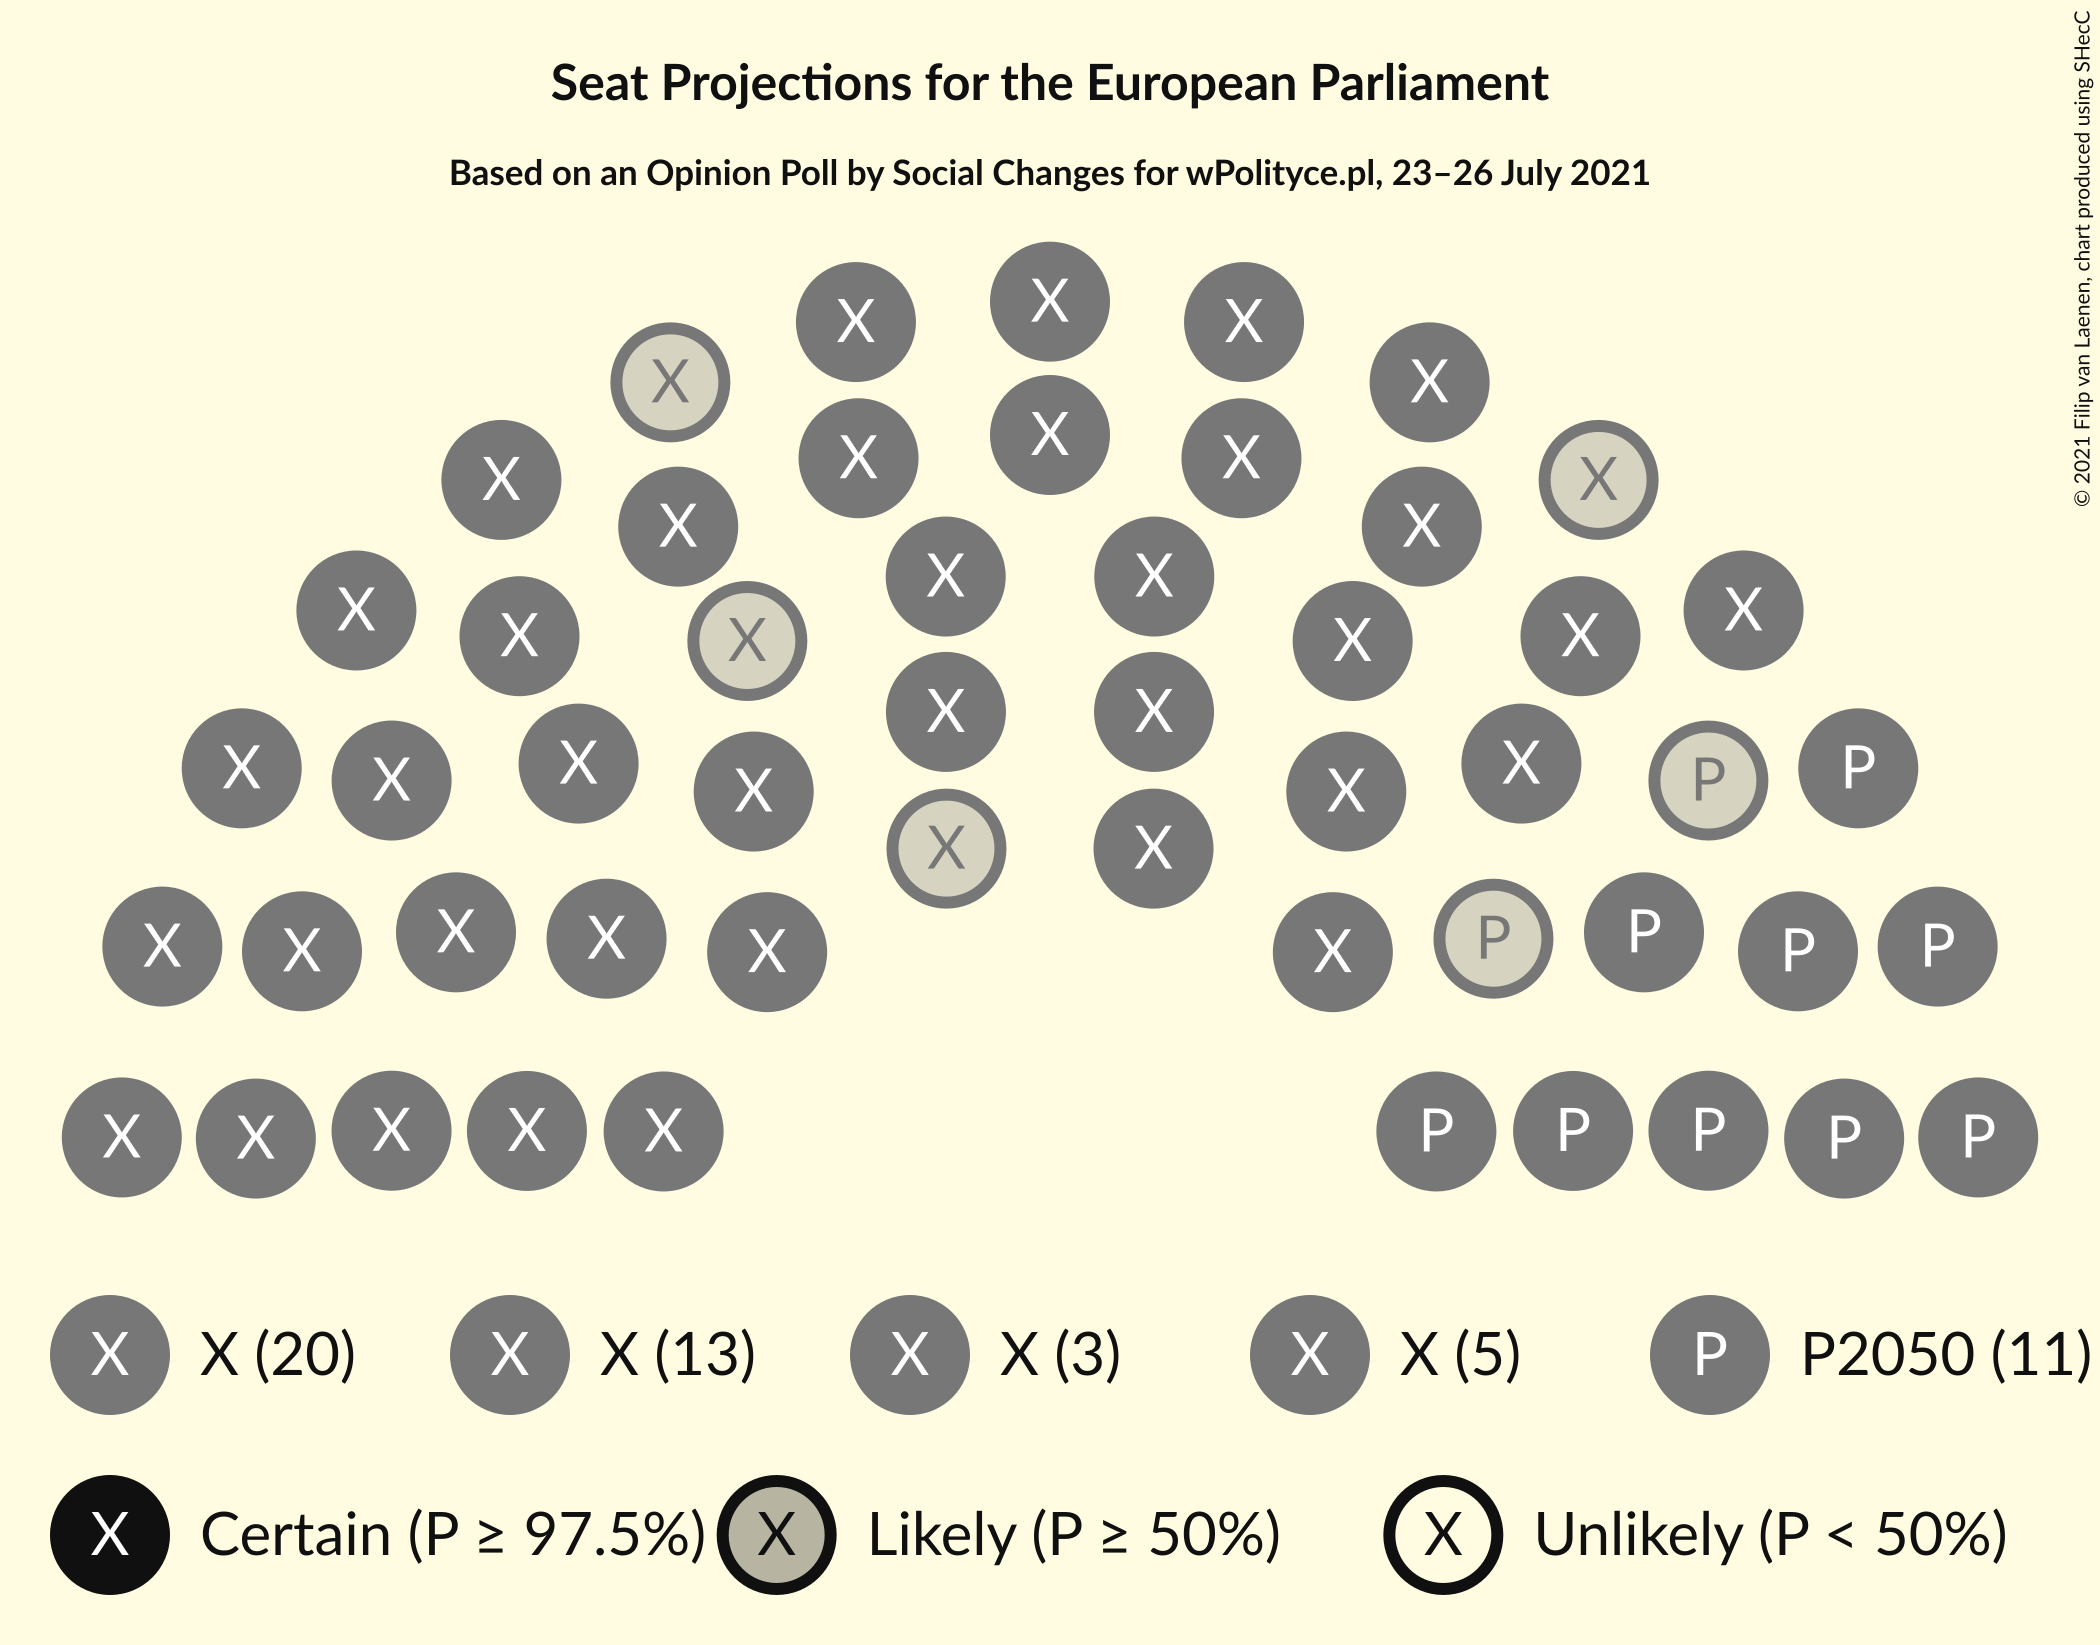 Seat Projections for the European Parliament
Based on an Opinion Poll by Social Changes for wPolityce.pl, 23–26 July 2021
© 2021 Filip van Laenen, chart produced using SHecC
X
X X
X X
X
X X X
X X
X X
X X
X X
X X
X X
X X
X X X P P
X X X X
X X P
X X X X X X P P P P
X X X X X P P P P P
X X (20) X X (13) X X (3) X X (5) P P2050 (11)
X Certain (P ≥ 97.5%) X Likely (P ≥ 50%) X Unlikely (P < 50%)